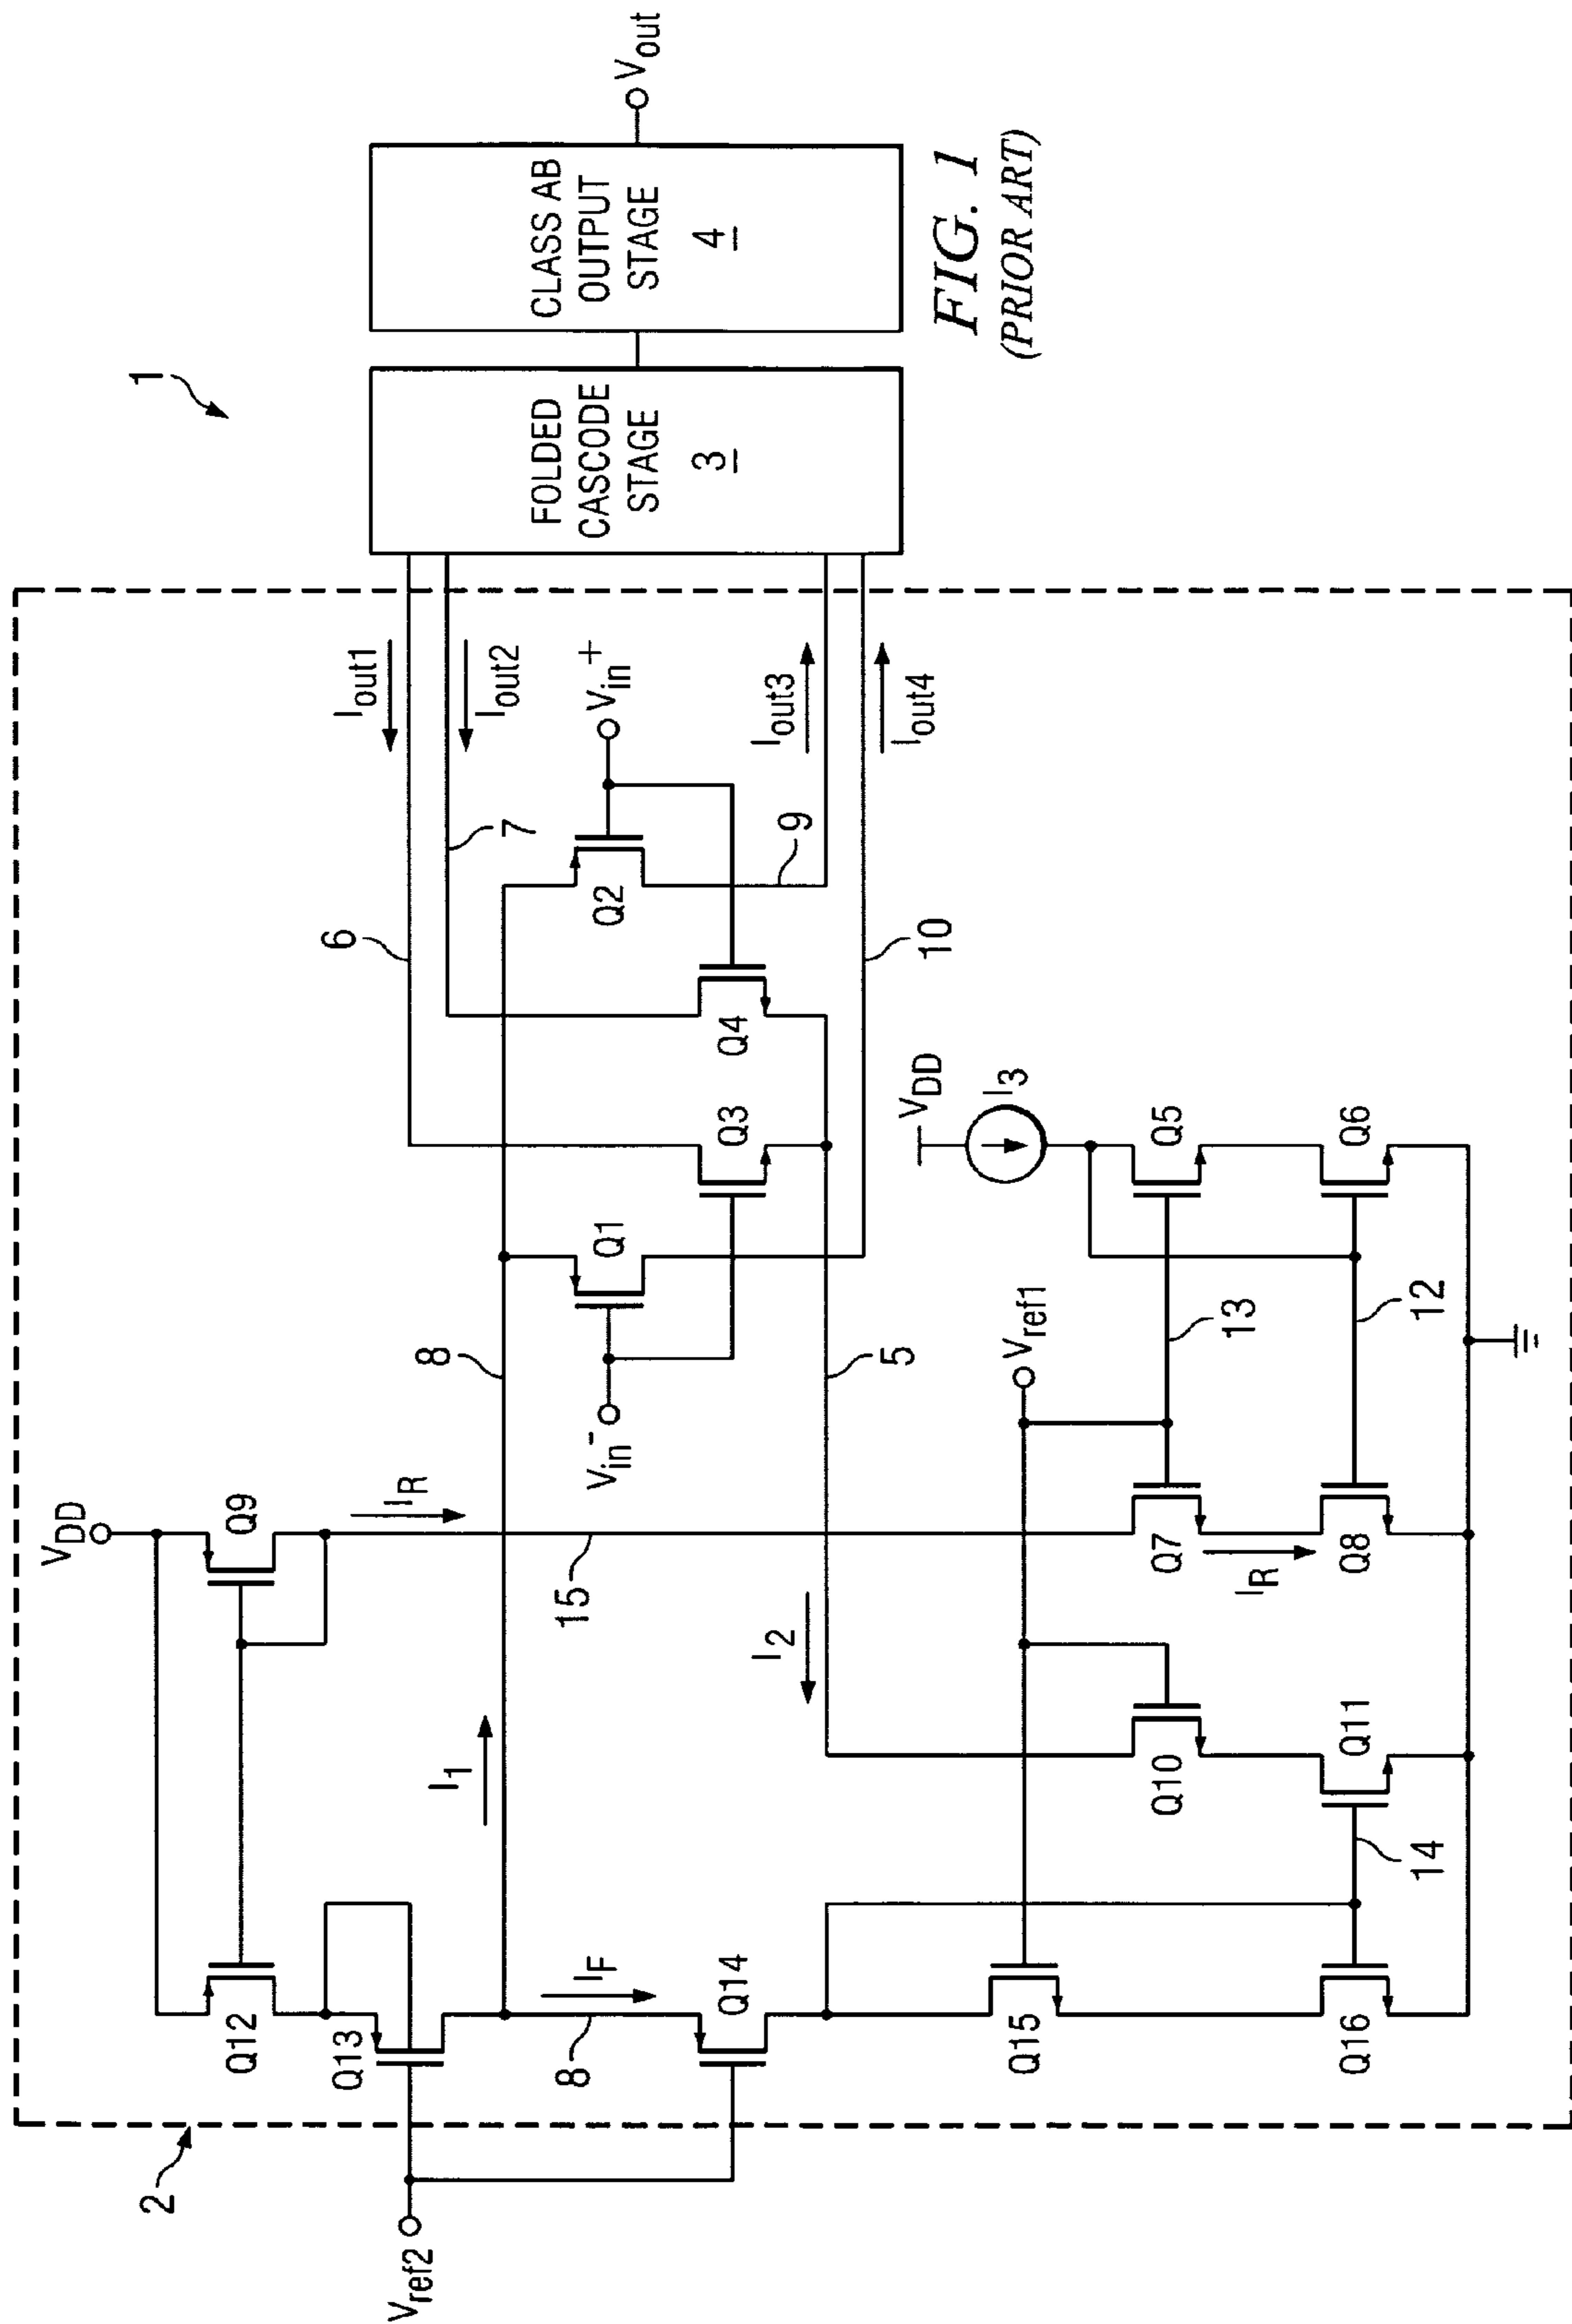 1
2
V_DD
Q9
Q12
Q13
V_ref2
I_R
I_1
8
8
I_F
Q14
15
6
7
I_out1
I_out2
FOLDED
CASCODE
STAGE
3
CLASS AB
OUTPUT
STAGE
4
V_out
V_in^-
Q1
Q2
V_in^+
Q3
Q4
9
I_out3
I_out4
10
5
I_2
V_DD
I_3
V_ref1
Q15
Q10
Q7
Q5
13
I_R
Q16
Q11
Q8
Q6
14
12
FIG. 1
(PRIOR ART)